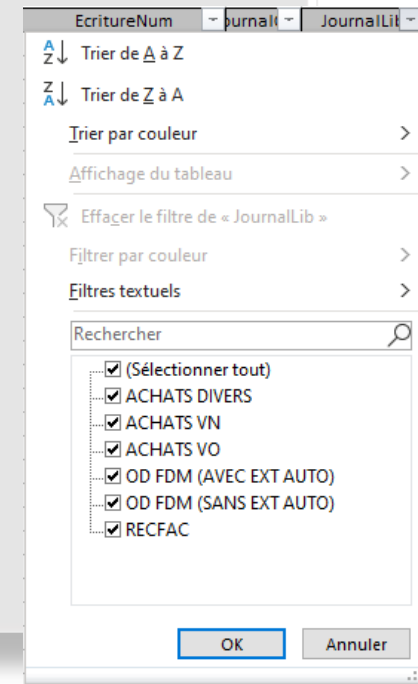 EcritureNum JournalLib
Trier de A à Z
Trier de Z à A
Trier par couleur
Affichage du tableau
Effacer le filtre de « JournalLib »
Filtrer par couleur
Filtres textuels
Rechercher
(Sélectionner tout)
ACHATS DIVERS
ACHATS VN
ACHATS VO
OD FDM (AVEC EXT AUTO)
OD FDM (SANS EXT AUTO)
RECFAC
OK Annuler